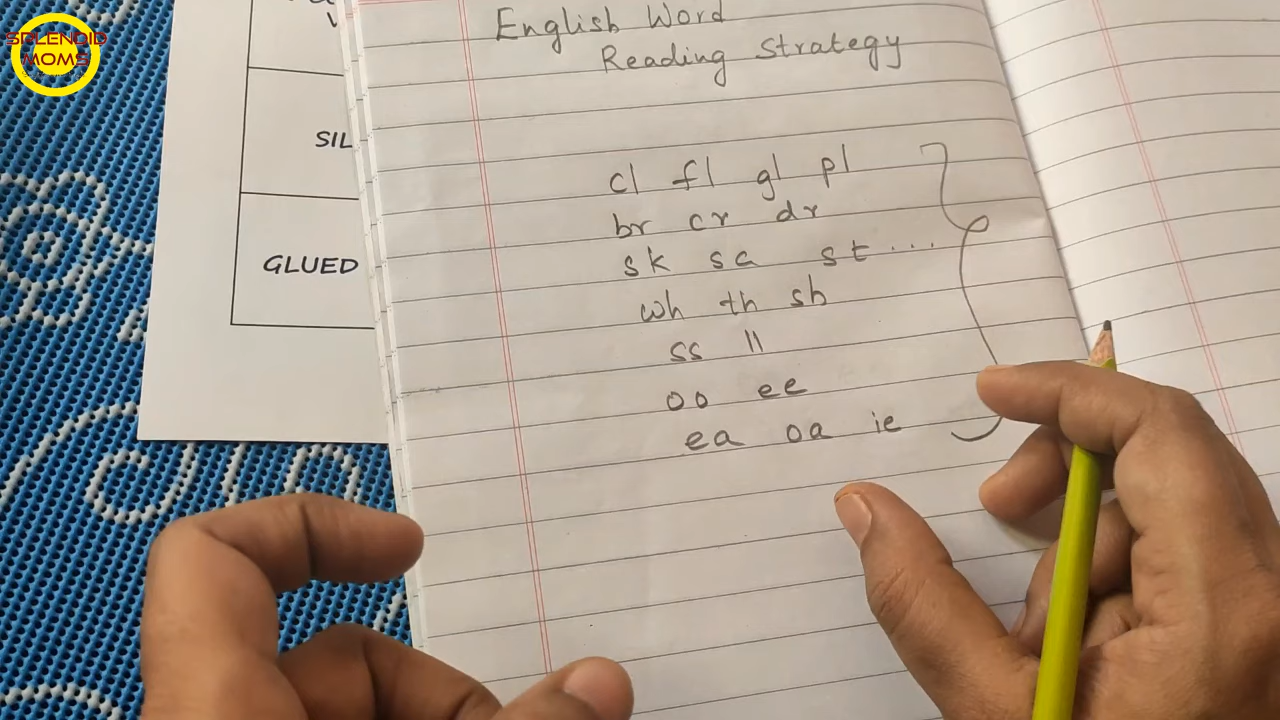 SPLENDID
MOMS
SIL
GLUED
English Word
Reading Strategy
cl fl gl pl
br cr dr
sk sc st...
wh th sh
ss ll
oo ee
ea oa ie